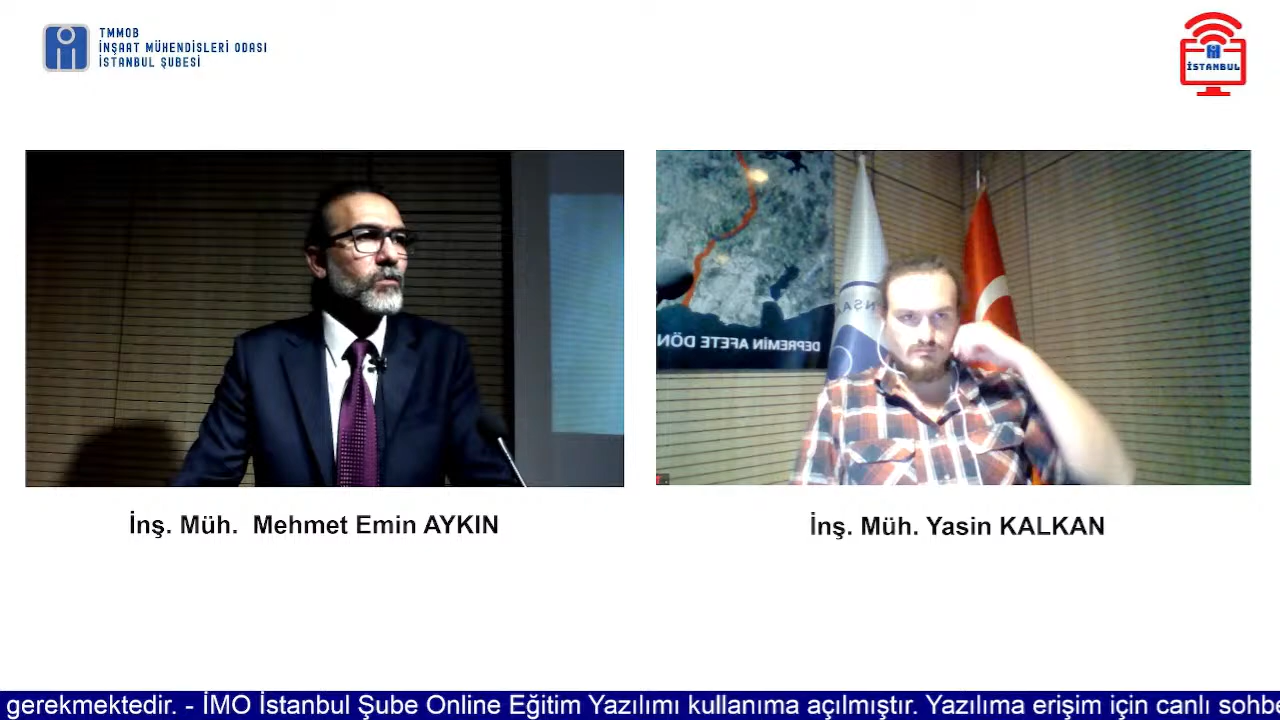 TMMOB
İNŞAAT MÜHENDİSLERİ ODASI
İSTANBUL ŞUBESİ
İSTANBUL
DEPREMİN AFETE DÖN
İNŞA
İnş. Müh. Mehmet Emin AYKIN
İnş. Müh. Yasin KALKAN
gerekmektedir. - İMO İstanbul Şube Online Eğitim Yazılımı kullanıma açılmıştır. Yazılıma erişim için canlı sohbe